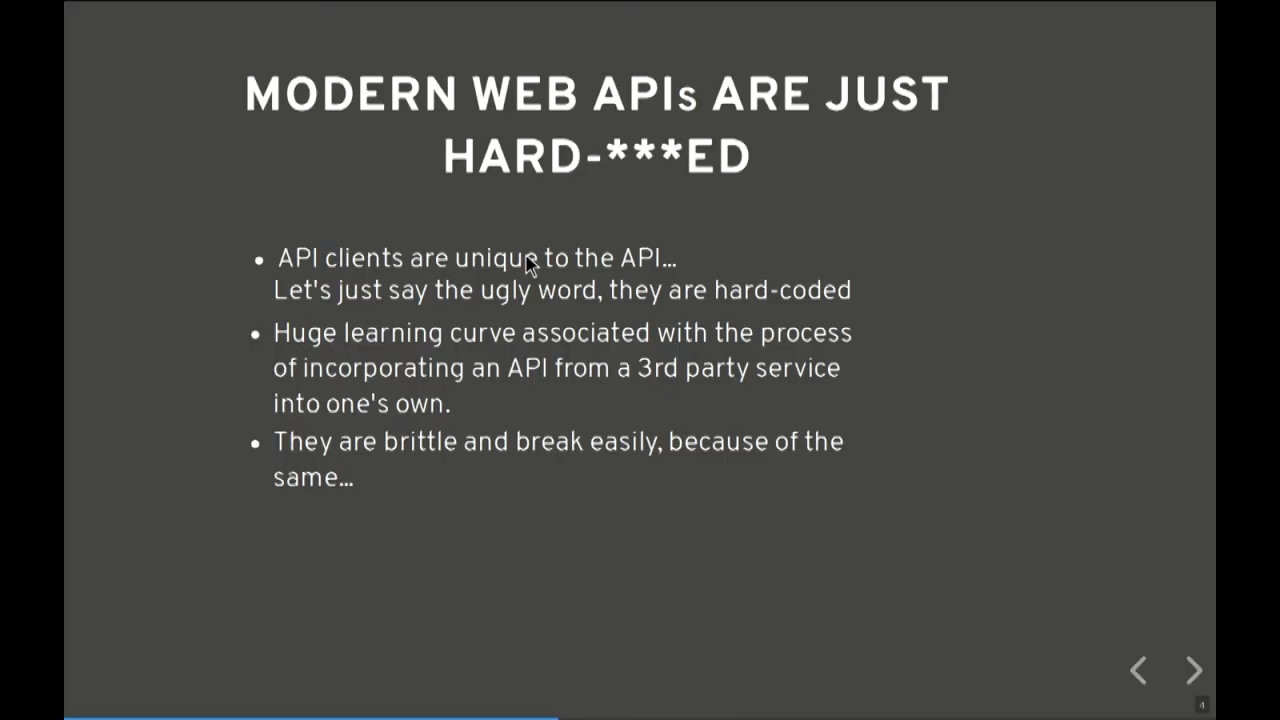 MODERN WEB APIs ARE JUST
HARD-***ED
API clients are unique to the API...
Let's just say the ugly word, they are hard-coded
Huge learning curve associated with the process
of incorporating an API from a 3rd party service
into one's own.
They are brittle and break easily, because of the
same...
4